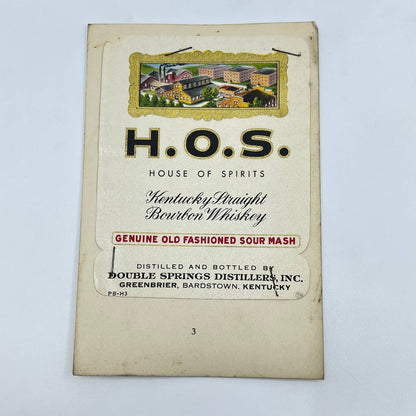 H.O.S.
HOUSE OF SPIRITS
Kentucky Straight
Bourbon Whiskey
GENUINE OLD FASHIONED SOUR MASH
DISTILLED AND BOTTLED BY
DOUBLE SPRINGS DISTILLERS, INC.
GREENBRIER, BARDSTOWN, KENTUCKY
PB-H3
3